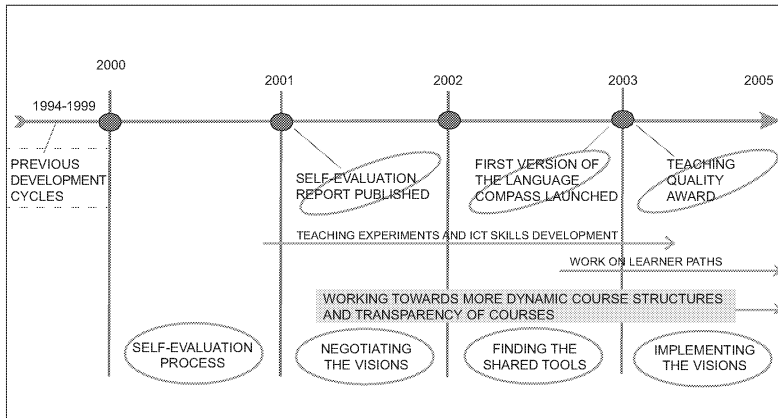 2000
2001
2002
2003
2005
1994-1999
PREVIOUS
DEVELOPMENT
CYCLES
SELF-EVALUATION
REPORT PUBLISHED
FIRST VERSION OF
THE LANGUAGE
COMPASS LAUNCHED
TEACHING
QUALITY
AWARD
TEACHING EXPERIMENTS AND ICT SKILLS DEVELOPMENT
WORK ON LEARNER PATHS
WORKING TOWARDS MORE DYNAMIC COURSE STRUCTURES
AND TRANSPARENCY OF COURSES
SELF-EVALUATION
PROCESS
NEGOTIATING
THE VISIONS
FINDING THE
SHARED TOOLS
IMPLEMENTING
THE VISIONS